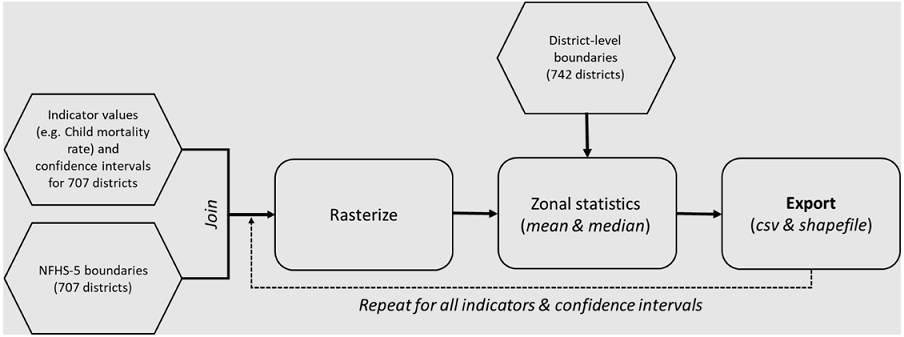 District-level
boundaries
(742 districts)
Indicator values
(e.g. Child mortality
rate) and
confidence intervals
for 707 districts
NFHS-5 boundaries
(707 districts)
Join
Rasterize
Zonal statistics
(mean & median)
Export
(csv & shapefile)
Repeat for all indicators & confidence intervals